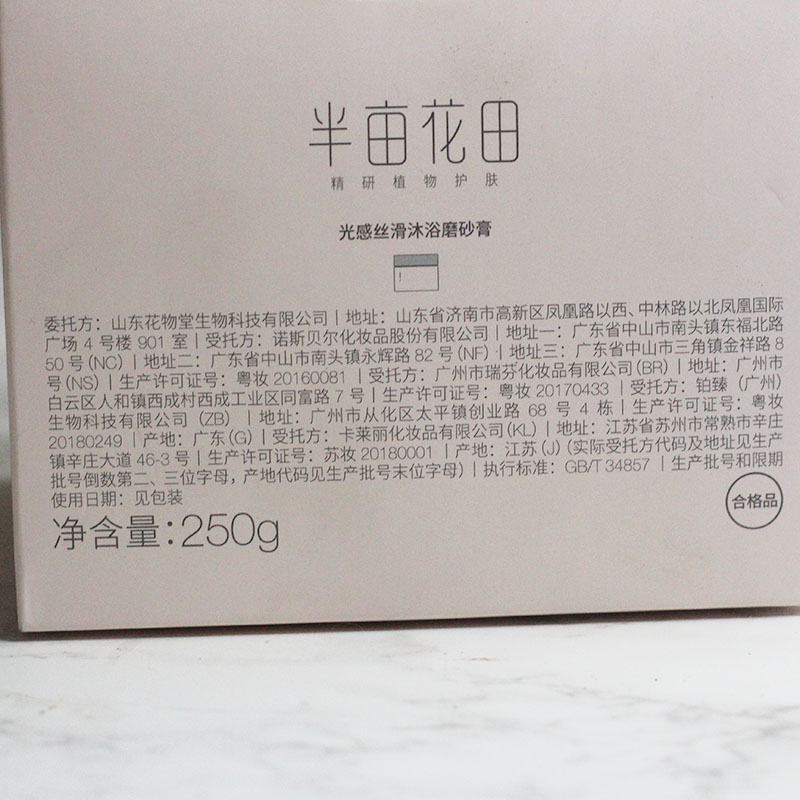 半亩花田
精研植物护肤
光感丝滑沐浴磨砂膏
委托方：山东花物堂生物科技有限公司 | 地址：山东省济南市高新区凤凰路以西、中林路以北凤凰国际
广场 4 号楼 901 室 | 受托方：诺斯贝尔化妆品股份有限公司 | 地址一：广东省中山市南头镇东福北路
50 号 (NC) | 地址二：广东省中山市南头镇永辉路 82 号 (NF) | 地址三：广东省中山市三角镇金祥路 8
号 (NS) | 生产许可证号：粤妆 20160081 | 受托方：广州市瑞芬化妆品有限公司 (BR) | 地址：广州市
白云区人和镇西成村西成工业区同富路 7 号 | 生产许可证号：粤妆 20170433 | 受托方：铂臻（广州）
生物科技有限公司（ZB）| 地址：广州市从化区太平镇创业路 68 号 4 栋 | 生产许可证号：粤妆
20180249 | 产地：广东 (G) | 受托方：卡莱丽化妆品有限公司 (KL) | 地址：江苏省苏州市常熟市辛庄
镇辛庄大道 46-3 号 | 生产许可证号：苏妆 20180001 | 产地：江苏 (J) (实际受托方代码及地址见生产
批号倒数第二、三位字母，产地代码见生产批号末位字母) | 执行标准：GB/T 34857 | 生产批号和限期
使用日期：见包装
净含量：250g
合格品